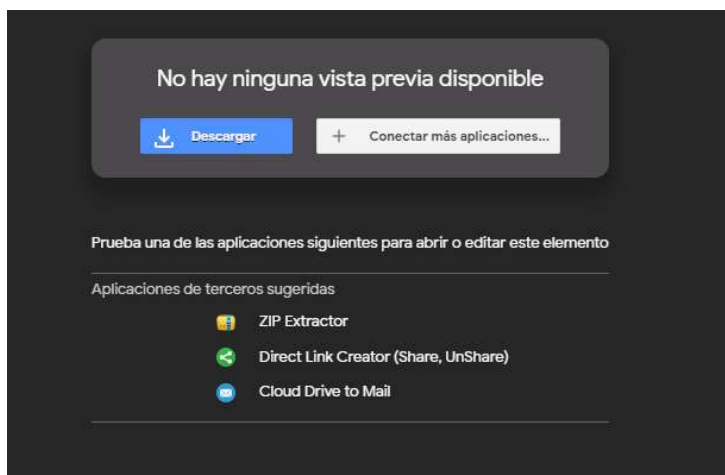 No hay ninguna vista previa disponible
Descargar
Conectar más aplicaciones...
Prueba una de las aplicaciones siguientes para abrir o editar este elemento
Aplicaciones de terceros sugeridas
ZIP Extractor
Direct Link Creator (Share, UnShare)
Cloud Drive to Mail